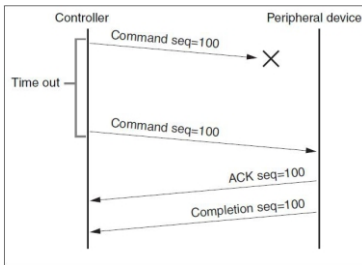 Controller
Peripheral device
Command seq=100
Time out
Command seq=100
ACK seq=100
Completion seq=100